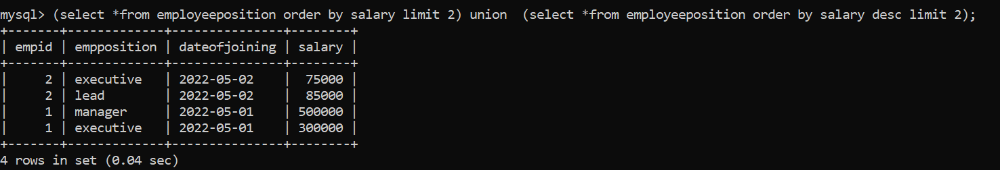 mysql> (select *from employeeposition order by salary limit 2) union  (select *from employeeposition order by salary desc limit 2);
+-------+-------------+---------------+--------+
| empid | empposition | dateofjoining | salary |
+-------+-------------+---------------+--------+
|     2 | executive   | 2022-05-02    |  75000 |
|     2 | lead        | 2022-05-02    |  85000 |
|     1 | manager     | 2022-05-01    | 500000 |
|     1 | executive   | 2022-05-01    | 300000 |
+-------+-------------+---------------+--------+
4 rows in set (0.04 sec)